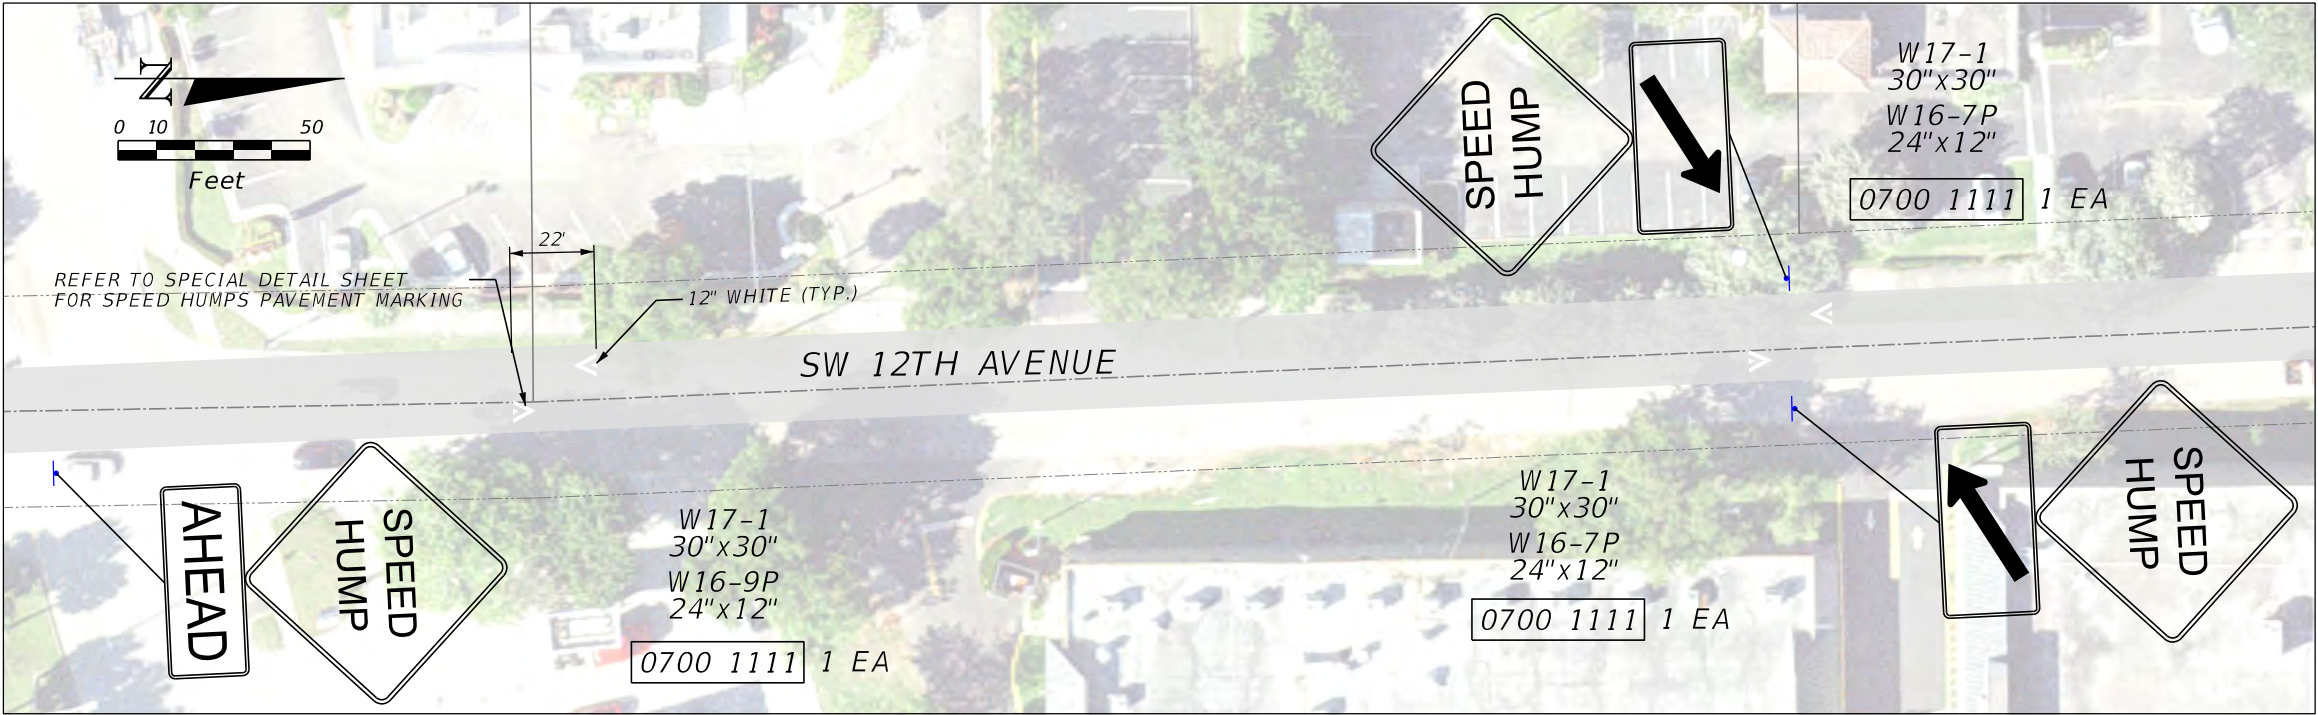 N
0 10 50
Feet
22'
REFER TO SPECIAL DETAIL SHEET
FOR SPEED HUMPS PAVEMENT MARKING
12" WHITE (TYP.)
SW 12TH AVENUE
SPEED
HUMP
W17-1
30"x30"
W16-7P
24"x12"
0700 1111 1 EA
AHEAD
SPEED
HUMP
W17-1
30"x30"
W16-9P
24"x12"
0700 1111 1 EA
W17-1
30"x30"
W16-7P
24"x12"
0700 1111 1 EA
SPEED
HUMP